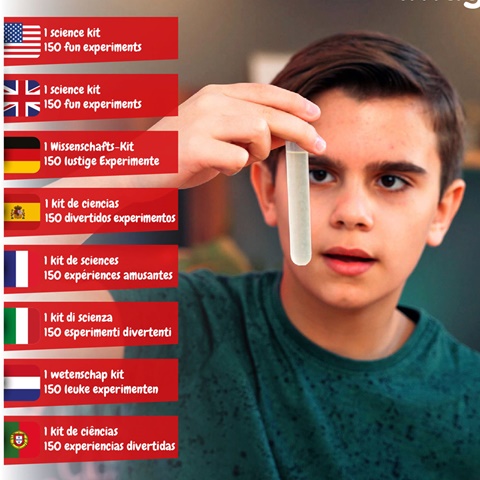 1 science kit
150 fun experiments
1 science kit
150 fun experiments
1 Wissenschafts-Kit
150 lustige Experimente
1 kit de ciencias
150 divertidos experimentos
1 kit de sciences
150 expériences amusantes
1 kit di scienza
150 esperimenti divertenti
1 wetenschap kit
150 leuke experimenten
1 kit de ciências
150 experiencias divertidas